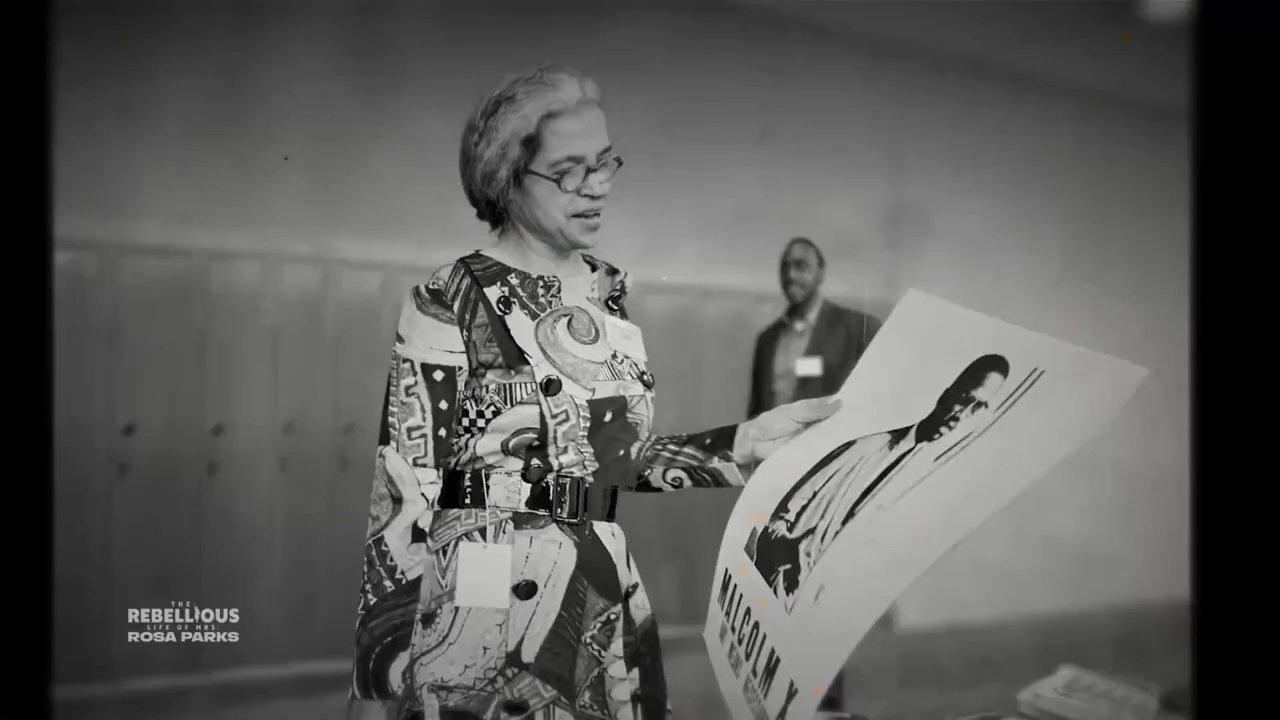 THE
REBELLIOUS
LIFE OF MRS.
ROSA PARKS
MALCOLM X